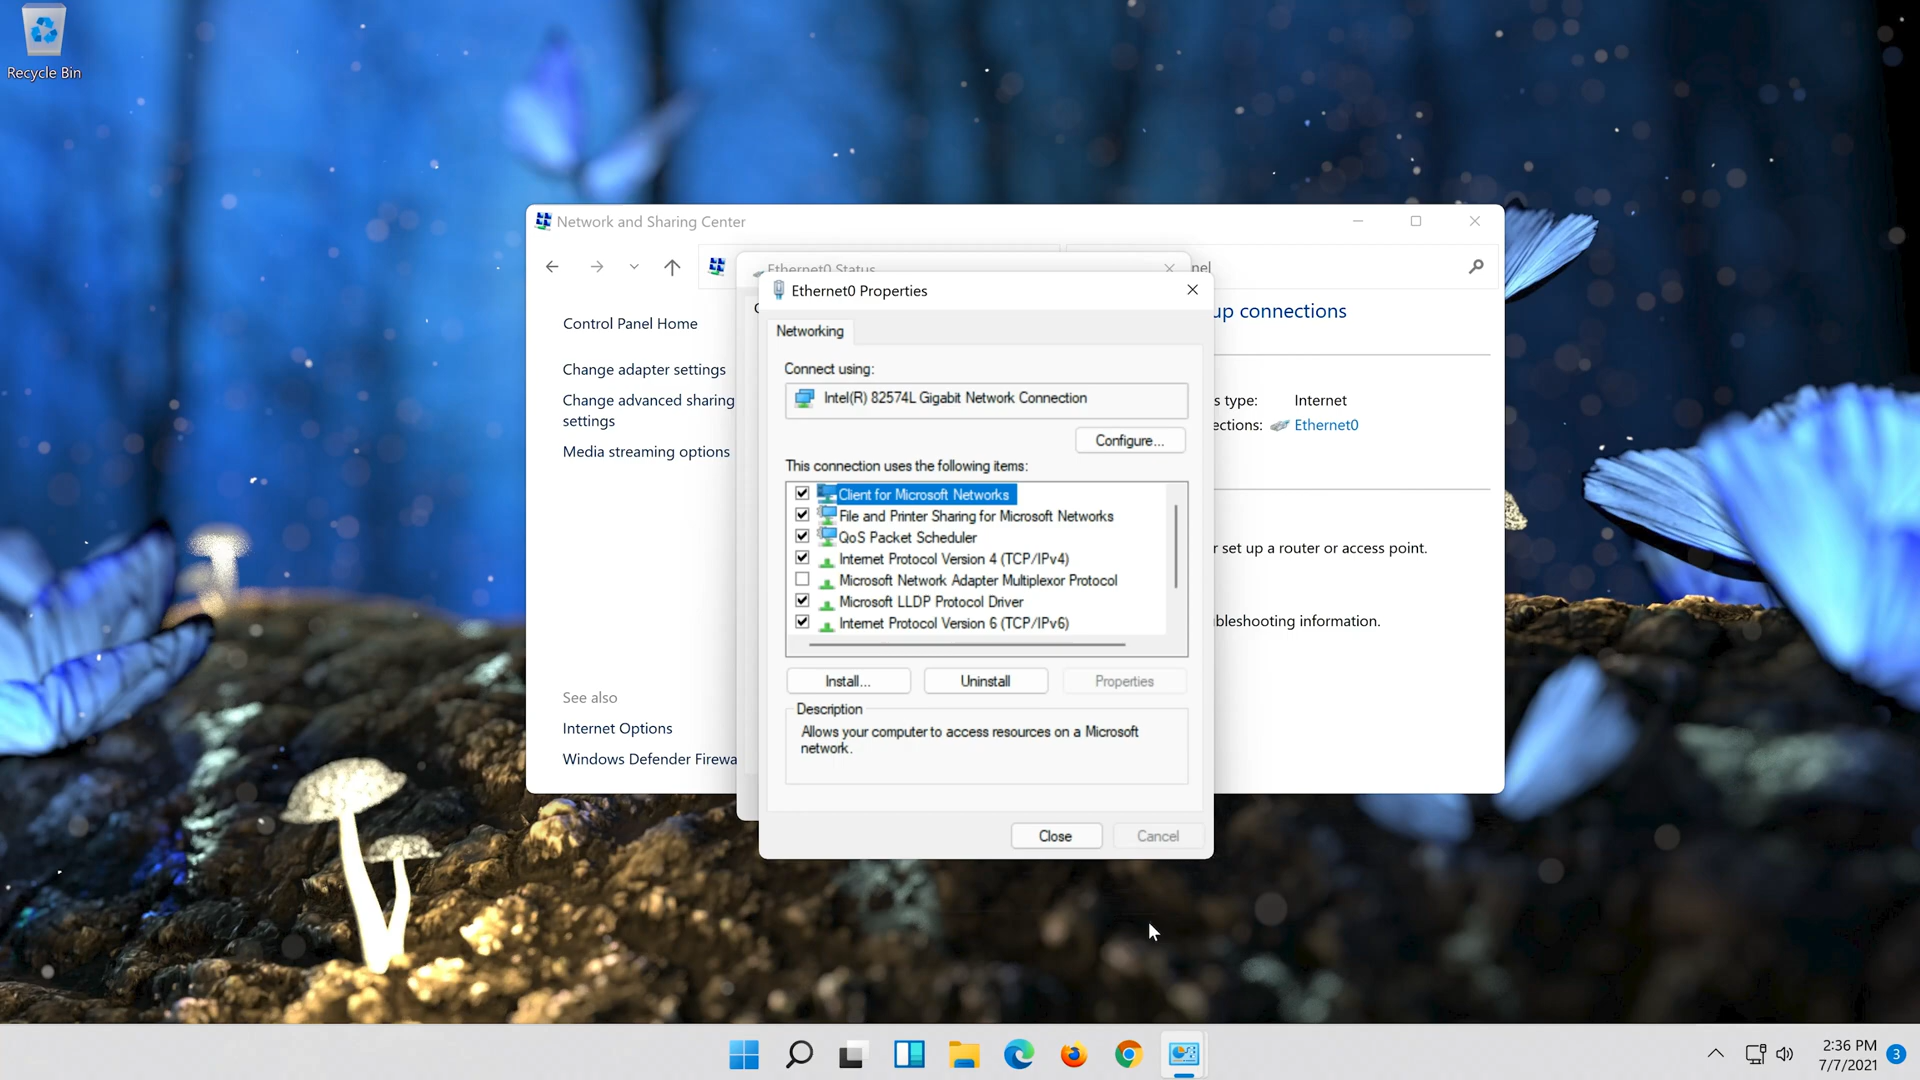 Recycle Bin
Network and Sharing Center
Ethernet0 Status
nel
Ethernet0 Properties
Control Panel Home
Change adapter settings
Change advanced sharing
settings
Media streaming options
See also
Internet Options
Windows Defender Firewa
Networking
Connect using:
Intel(R) 82574L Gigabit Network Connection
Configure...
This connection uses the following items:
Client for Microsoft Networks
File and Printer Sharing for Microsoft Networks
QoS Packet Scheduler
Internet Protocol Version 4 (TCP/IPv4)
Microsoft Network Adapter Multiplexor Protocol
Microsoft LLDP Protocol Driver
Internet Protocol Version 6 (TCP/IPv6)
Install...
Uninstall
Properties
Description
Allows your computer to access resources on a Microsoft
network.
Close
Cancel
up connections
s type:
Internet
ections:
Ethernet0
r set up a router or access point.
bleshooting information.
2:36 PM
7/7/2021
3